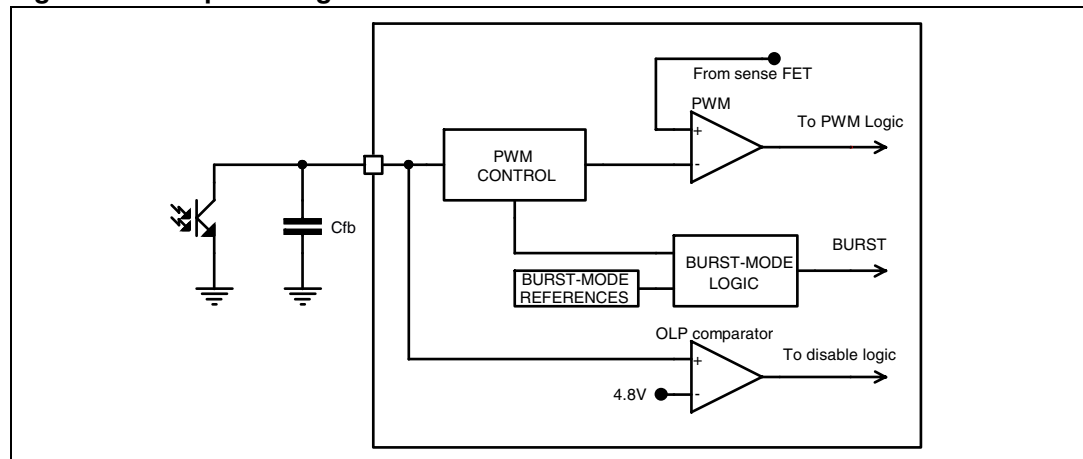 From sense FET
PWM
+
-
To PWM Logic
PWM
CONTROL
Cfb
BURST
BURST-MODE
LOGIC
BURST-MODE
REFERENCES
OLP comparator
+
-
To disable logic
4.8V